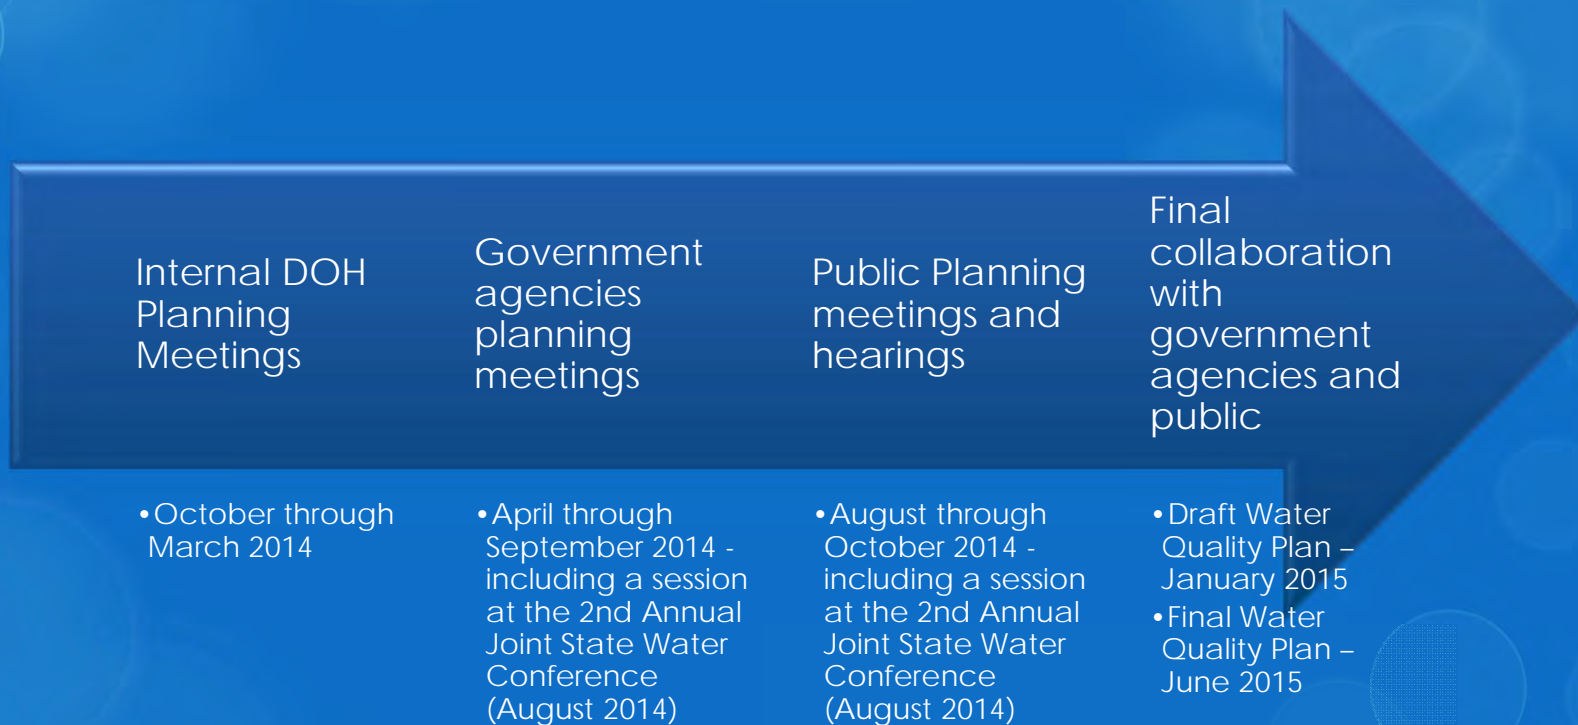 Internal DOH
Planning
Meetings
Government
agencies
planning
meetings
Public Planning
meetings and
hearings
Final
collaboration
with
government
agencies and
public
•October through
March 2014
•April through
September 2014 -
including a session
at the 2nd Annual
Joint State Water
Conference
(August 2014)
•August through
October 2014 -
including a session
at the 2nd Annual
Joint State Water
Conference
(August 2014)
•Draft Water
Quality Plan –
January 2015
•Final Water
Quality Plan –
June 2015